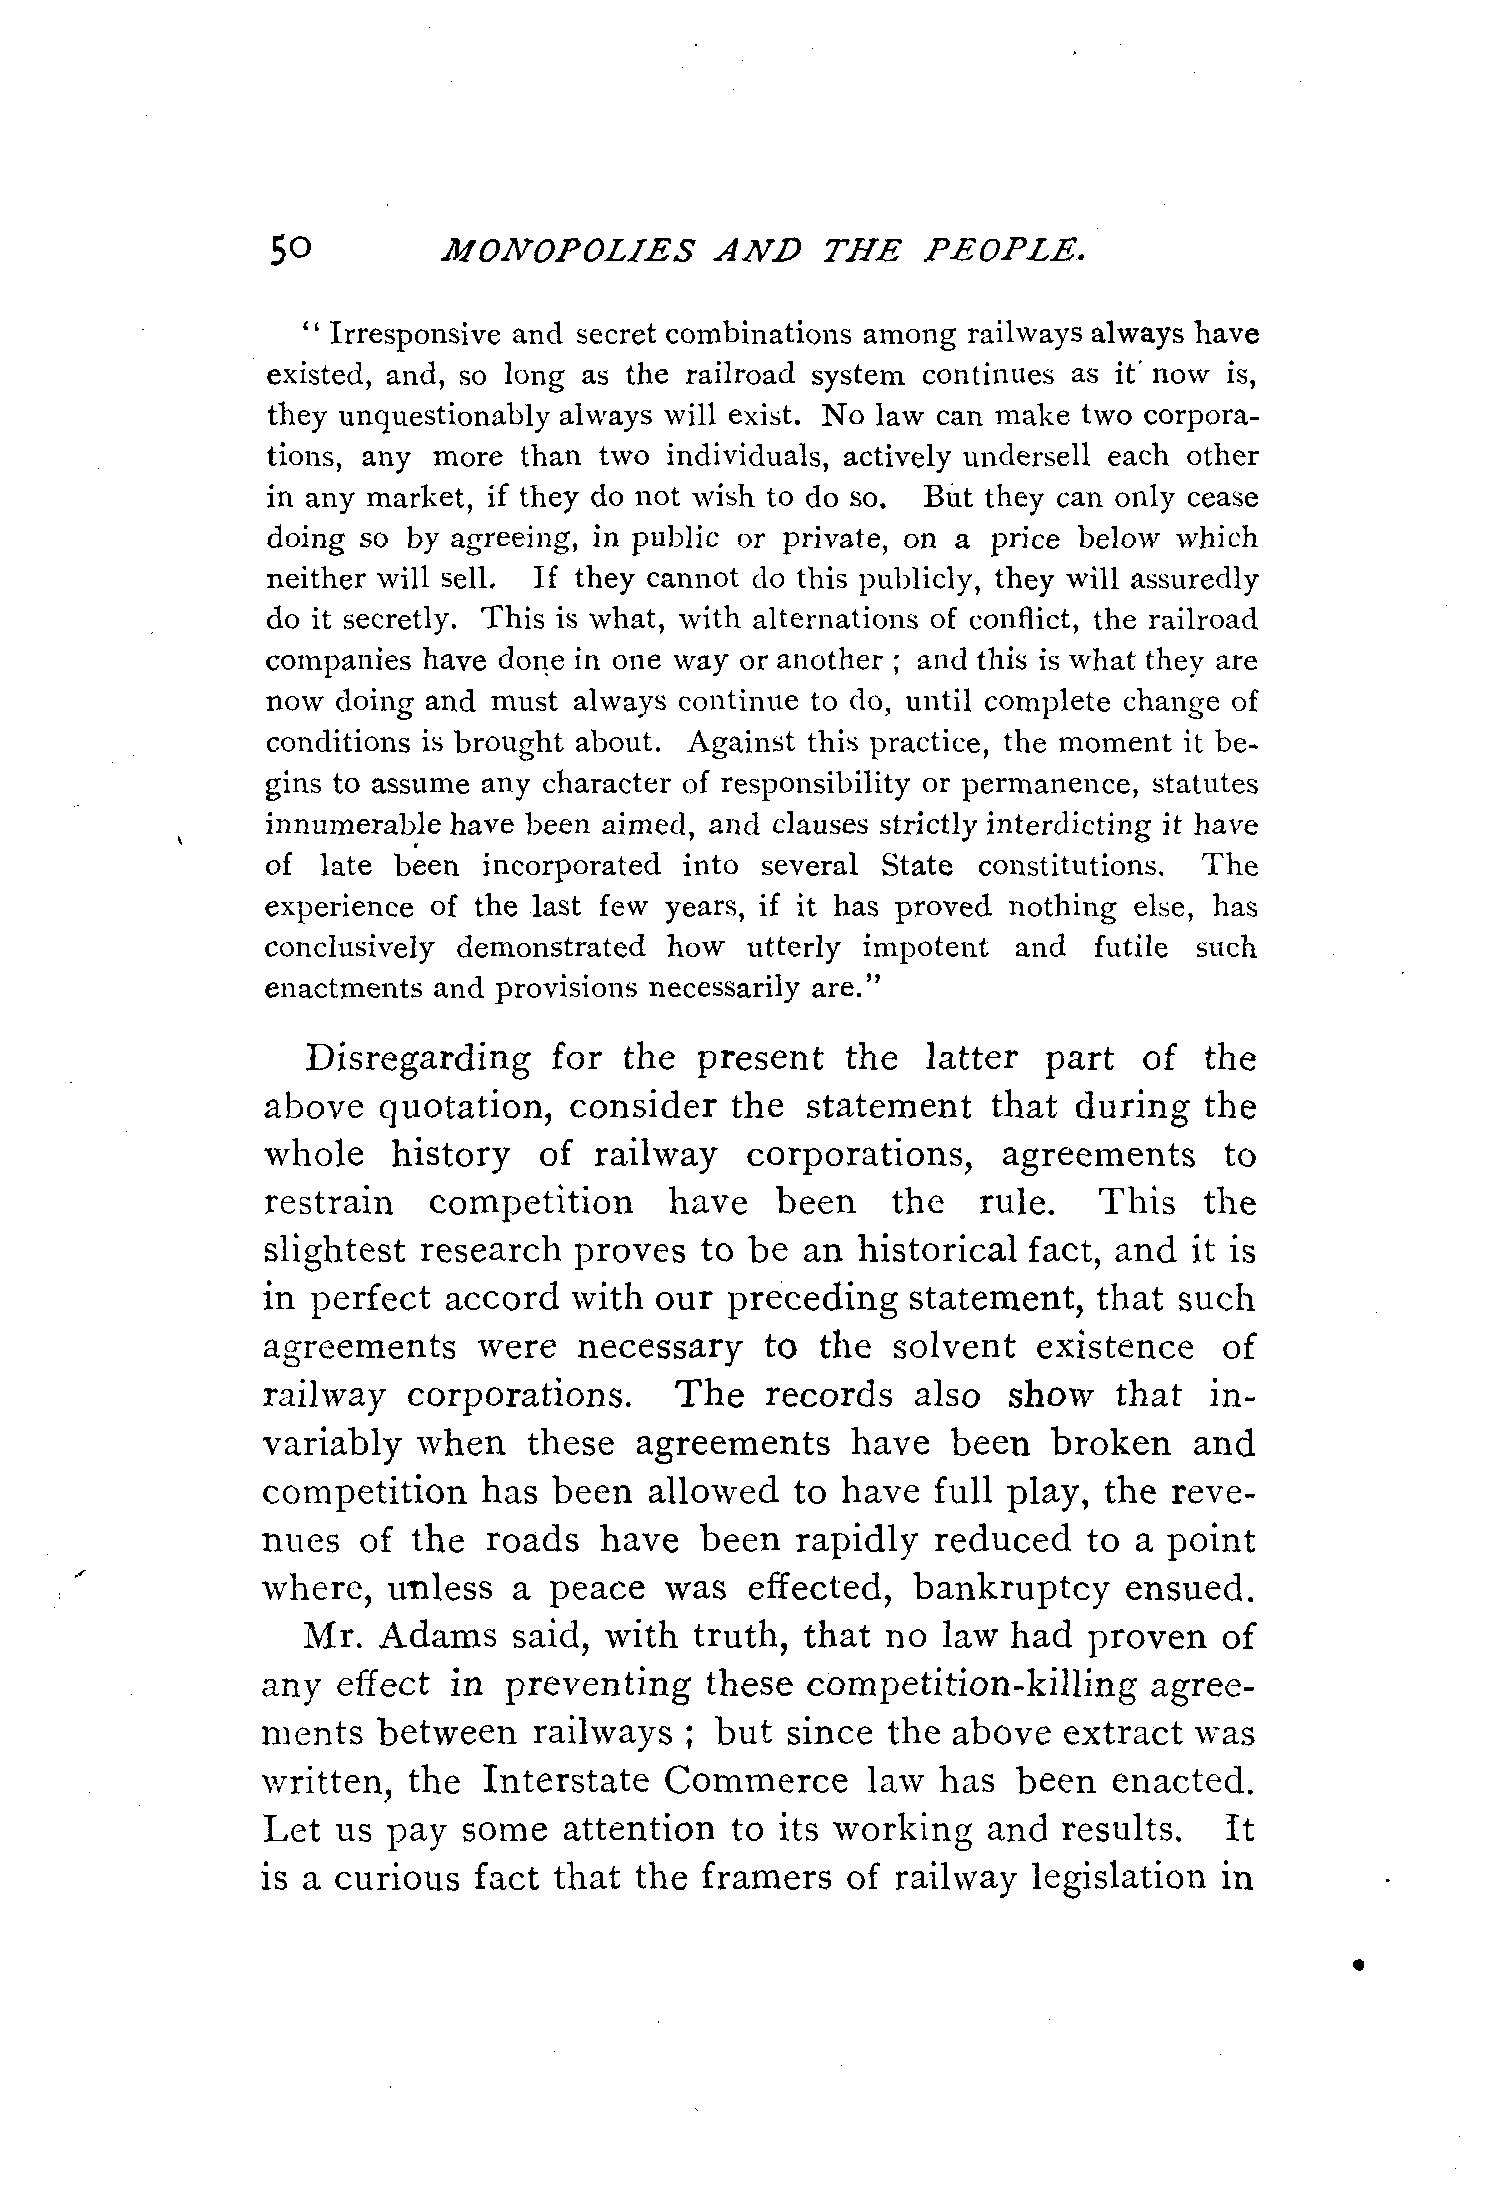 50 MONOPOLIES AND THE PEOPLE.
“ Irresponsive and secret combinations among railways always have
existed, and, so long as the railroad system continues as it now is,
they unquestionably always will exist. No law can make two corpora-
tions, any more than two individuals, actively undersell each other
in any market, if they do not wish to do so. But they can only cease
doing so by agreeing, in public or private, on a price below which
neither will sell. If they cannot do this publicly, they will assuredly
do it secretly. This is what, with alternations of conflict, the railroad
companies have done in one way or another ; and this is what they are
now doing and must always continue to do, until complete change of
conditions is brought about. Against this practice, the moment it be-
gins to assume any character of responsibility or permanence, statutes
innumerable have been aimed, and clauses strictly interdicting it have
of late been incorporated into several State constitutions. The
experience of the last few years, if it has proved nothing else, has
conclusively demonstrated how utterly impotent and futile such
enactments and provisions necessarily are.”
Disregarding for the present the latter part of the
above quotation, consider the statement that during the
whole history of railway corporations, agreements to
restrain competition have been the rule. This the
slightest research proves to be an historical fact, and it is
in perfect accord with our preceding statement, that such
agreements were necessary to the solvent existence of
railway corporations. The records also show that in-
variably when these agreements have been broken and
competition has been allowed to have full play, the reve-
nues of the roads have been rapidly reduced to a point
where, unless a peace was effected, bankruptcy ensued.
Mr. Adams said, with truth, that no law had proven of
any effect in preventing these competition-killing agree-
ments between railways ; but since the above extract was
written, the Interstate Commerce law has been enacted.
Let us pay some attention to its working and results. It
is a curious fact that the framers of railway legislation in